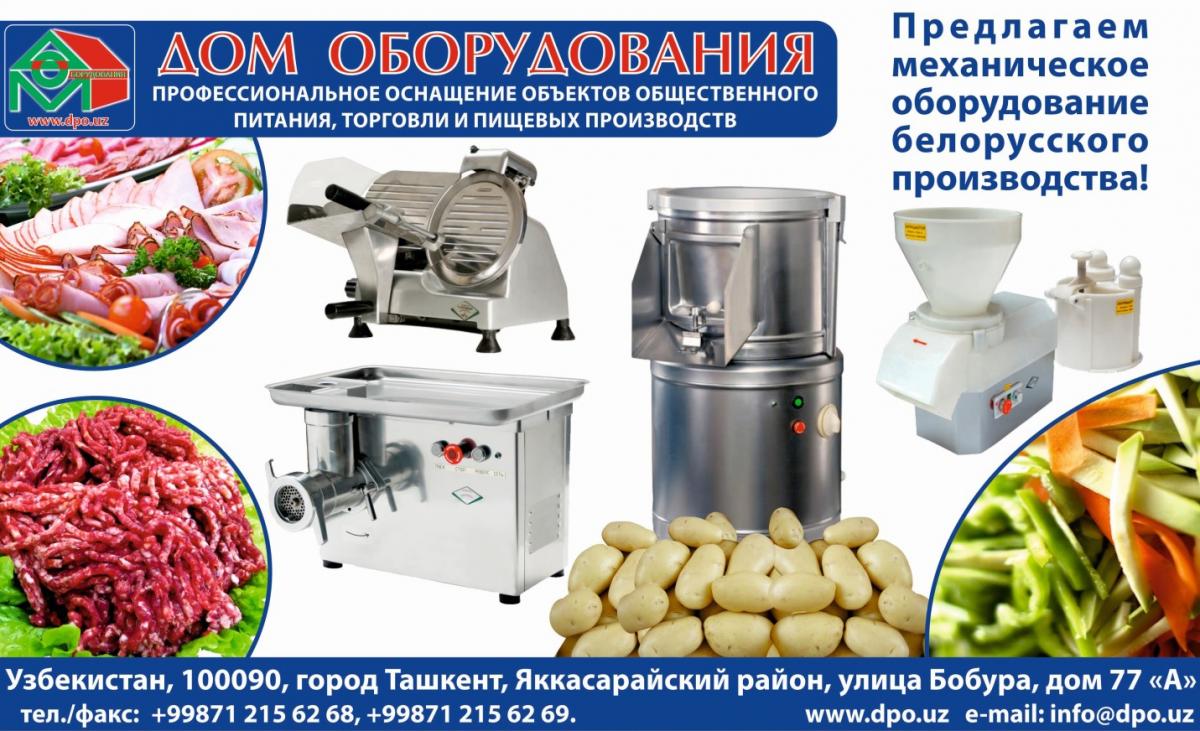 ОБОРУДОВАНИЯ
www.dpo.uz
ДОМ ОБОРУДОВАНИЯ
ПРОФЕССИОНАЛЬНОЕ ОСНАЩЕНИЕ ОБЪЕКТОВ ОБЩЕСТВЕННОГО
ПИТАНИЯ, ТОРГОВЛИ И ПИЩЕВЫХ ПРОИЗВОДСТВ
Предлагаем
механическое
оборудование
белорусского
производства!
Узбекистан, 100090, город Ташкент, Яккасарайский район, улица Бобура, дом 77 «А»
тел./факс: +99871 215 62 68, +99871 215 62 69.
www.dpo.uz e-mail: info@dpo.uz